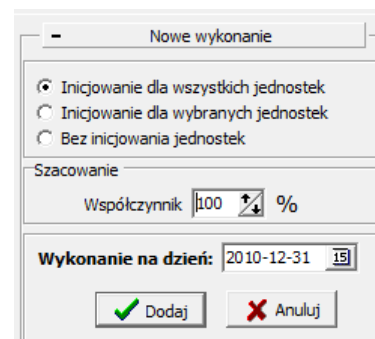 Nowe wykonanie
Inicjowanie dla wszystkich jednostek
Inicjowanie dla wybranych jednostek
Bez inicjowania jednostek
Szacowanie
Współczynnik 100 %
Wykonanie na dzień: 2010-12-31 15
Dodaj Anuluj